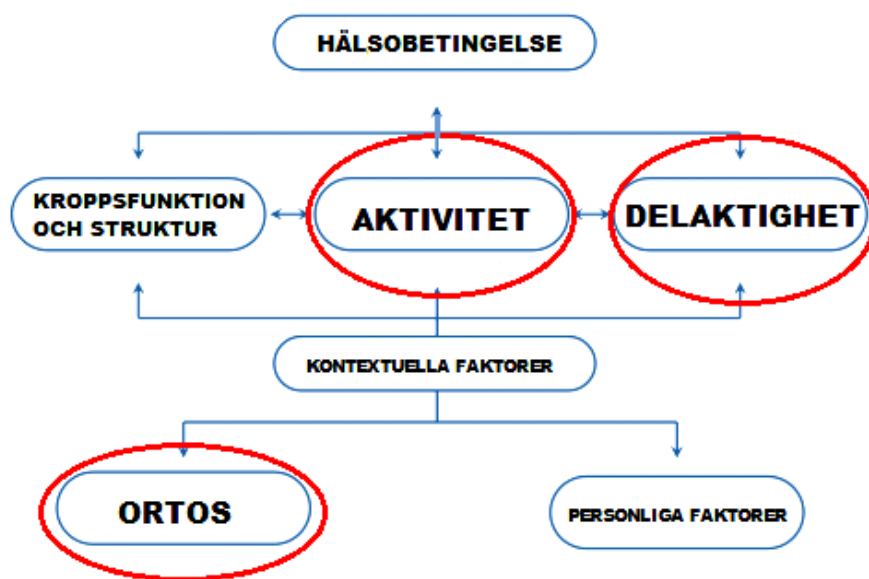 HÄLSOBETINGELSE
KROPPSFUNKTION
OCH STRUKTUR
AKTIVITET
DELAKTIGHET
KONTEXTUELLA FAKTORER
ORTOS
PERSONLIGA FAKTORER